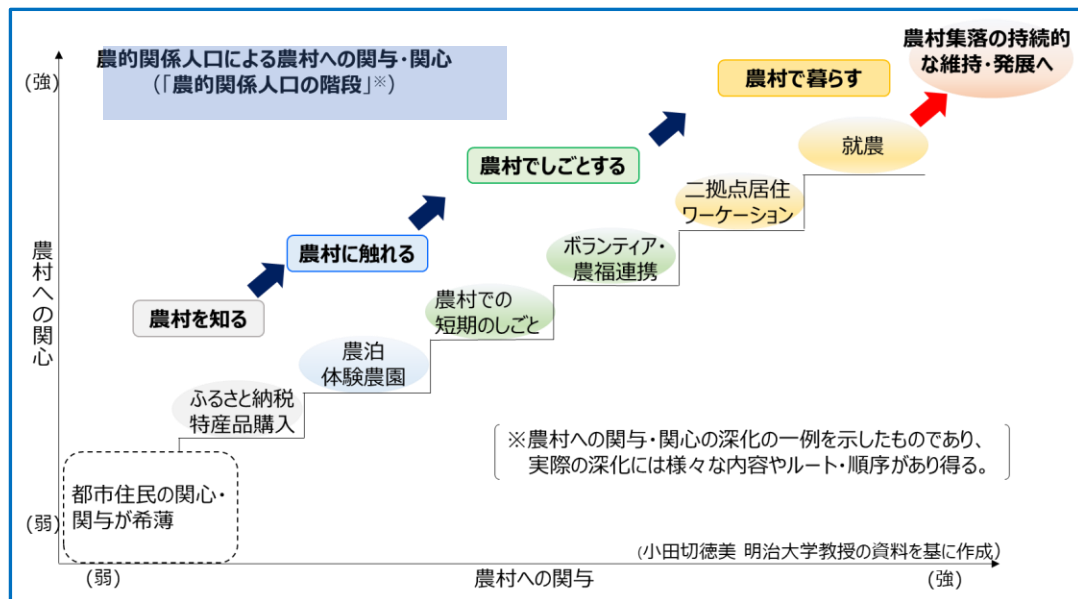 農的関係人口による農村への関与・関心
(「農的関係人口の階段」※)
農村集落の持続的
な維持・発展へ
(強)
農村で暮らす
就農
農村でしごとする
二拠点居住
ワーケーション
農村に触れる
ボランティア・
農福連携
農村を知る
農村での
短期のしごと
農泊
体験農園
ふるさと納税
特産品購入
農村への関心
※農村への関与・関心の深化の一例を示したものであり、
実際の深化には様々な内容やルート・順序があり得る。
都市住民の関心・
関与が希薄
(弱)
(小田切徳美 明治大学教授の資料を基に作成)
(弱)
農村への関与
(強)